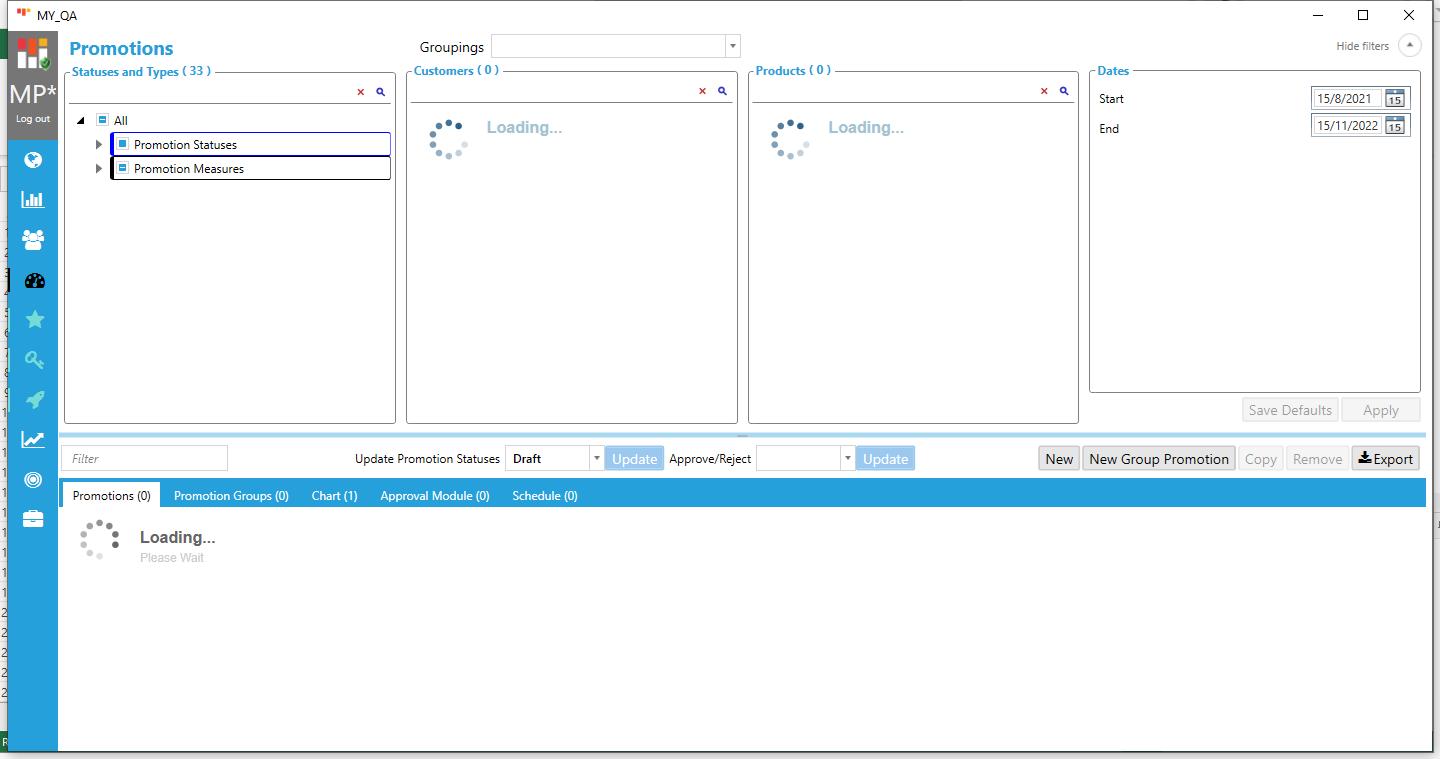 MY_QA
MP*
Log out
Promotions
Groupings
Hide filters
Statuses and Types ( 33 )
Customers ( 0 )
Products ( 0 )
Dates
All
Promotion Statuses
Promotion Measures
Loading...
Loading...
Start 15/8/2021 15
End 15/11/2022 15
Save Defaults Apply
Filter Update Promotion Statuses Draft Update Approve/Reject Update New New Group Promotion Copy Remove Export
Promotions (0) Promotion Groups (0) Chart (1) Approval Module (0) Schedule (0)
Loading...
Please Wait